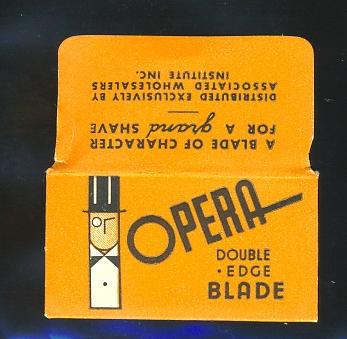 A BLADE OF CHARACTER
FOR A grand SHAVE
DISTRIBUTED EXCLUSIVELY BY
ASSOCIATED WHOLESALERS
INSTITUTE INC.
OPERA
DOUBLE
• EDGE
BLADE